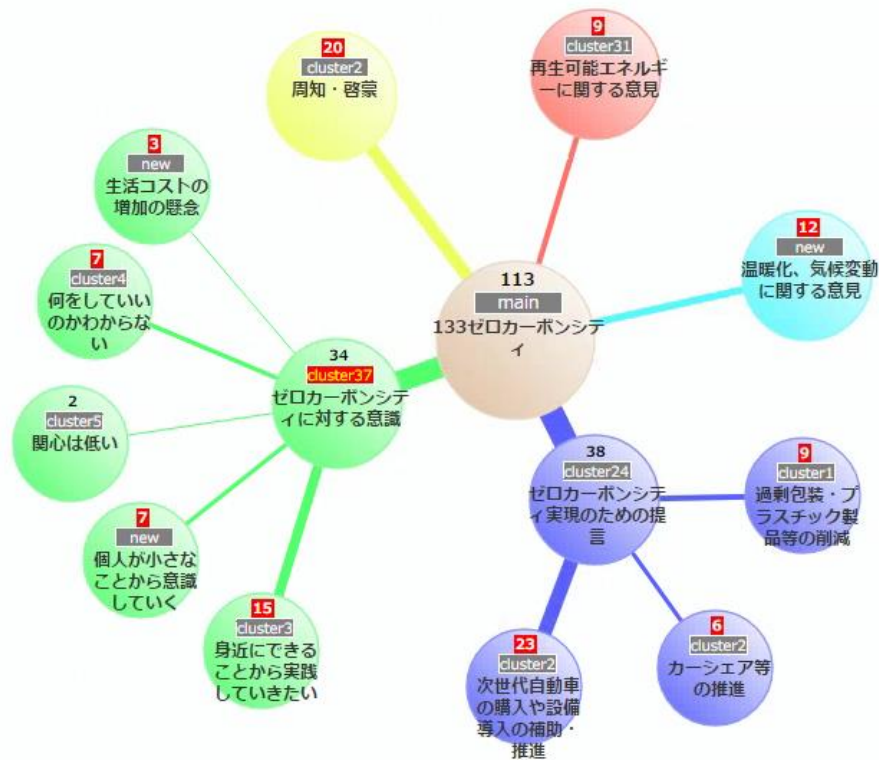 20
cluster2
周知・啓蒙
9
cluster31
再生可能エネルギ
ーに関する意見
3
new
生活コストの
増加の懸念
12
new
温暖化、気候変動
に関する意見
7
cluster4
何をしていい
のかわからな
い
113
main
133ゼロカーボンシテ
ィ
34
cluster37
ゼロカーボンシテ
ィに対する意識
2
cluster5
関心は低い
38
cluster24
ゼロカーボンシテ
ィ実現のための提
言
9
cluster1
過剰包装・プ
ラスチック製
品等の削減
7
new
個人が小さな
ことから意識
していく
15
cluster3
身近にできる
ことから実践
していきたい
6
cluster2
カーシェア等
の推進
23
cluster2
次世代自動車
の購入や設備
導入の補助・
推進